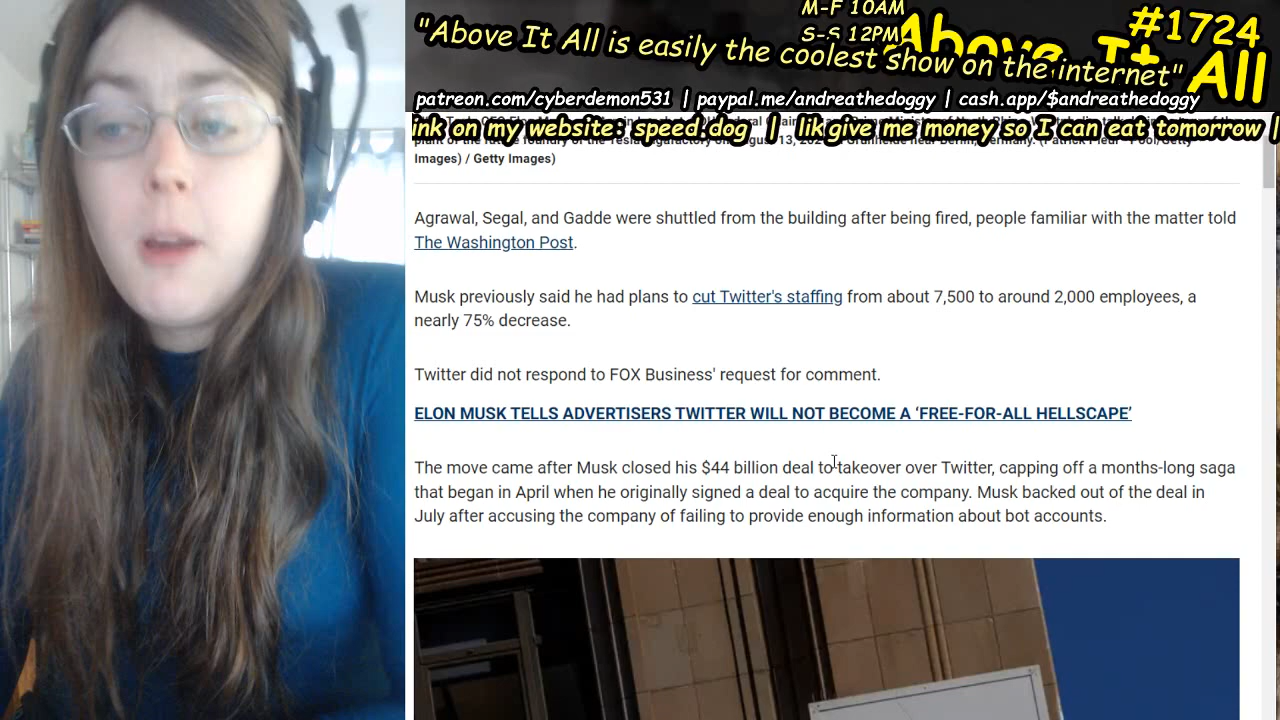 M-F 10AM
S-S 12PM
"Above It All is easily the coolest show on the internet"
#1724
Above It All
patreon.com/cyberdemon531 | paypal.me/andreathedoggy | cash.app/$andreathedoggy
ink on my website: speed.dog | lik give me money so I can eat tomorrow |
Images) / Getty Images)
Agrawal, Segal, and Gadde were shuttled from the building after being fired, people familiar with the matter told
The Washington Post.
Musk previously said he had plans to cut Twitter's staffing from about 7,500 to around 2,000 employees, a
nearly 75% decrease.
Twitter did not respond to FOX Business' request for comment.
ELON MUSK TELLS ADVERTISERS TWITTER WILL NOT BECOME A ‘FREE-FOR-ALL HELLSCAPE’
The move came after Musk closed his $44 billion deal to takeover over Twitter, capping off a months-long saga
that began in April when he originally signed a deal to acquire the company. Musk backed out of the deal in
July after accusing the company of failing to provide enough information about bot accounts.